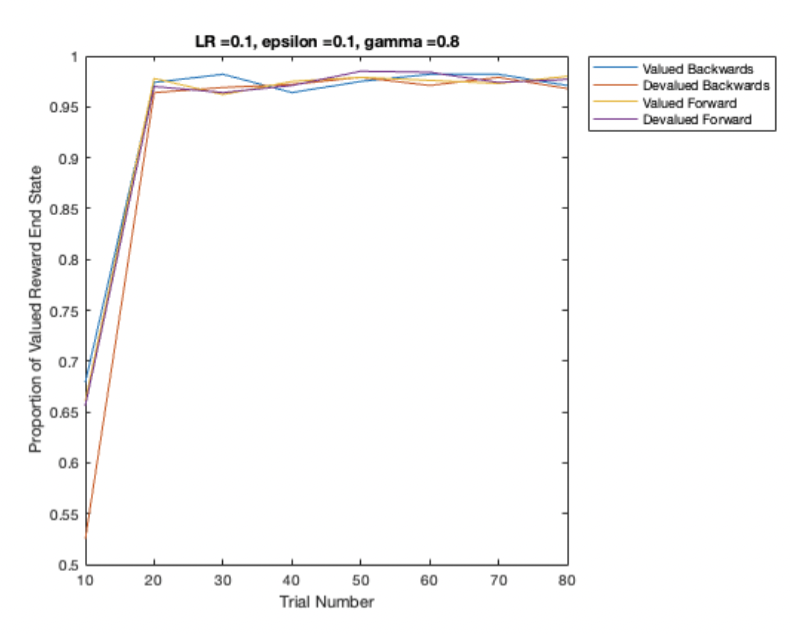 LR =0.1, epsilon =0.1, gamma =0.8
Valued Backwards
Devalued Backwards
Valued Forward
Devalued Forward
Proportion of Valued Reward End State
1
0.95
0.9
0.85
0.8
0.75
0.7
0.65
0.6
0.55
0.5
10 20 30 40 50 60 70 80
Trial Number